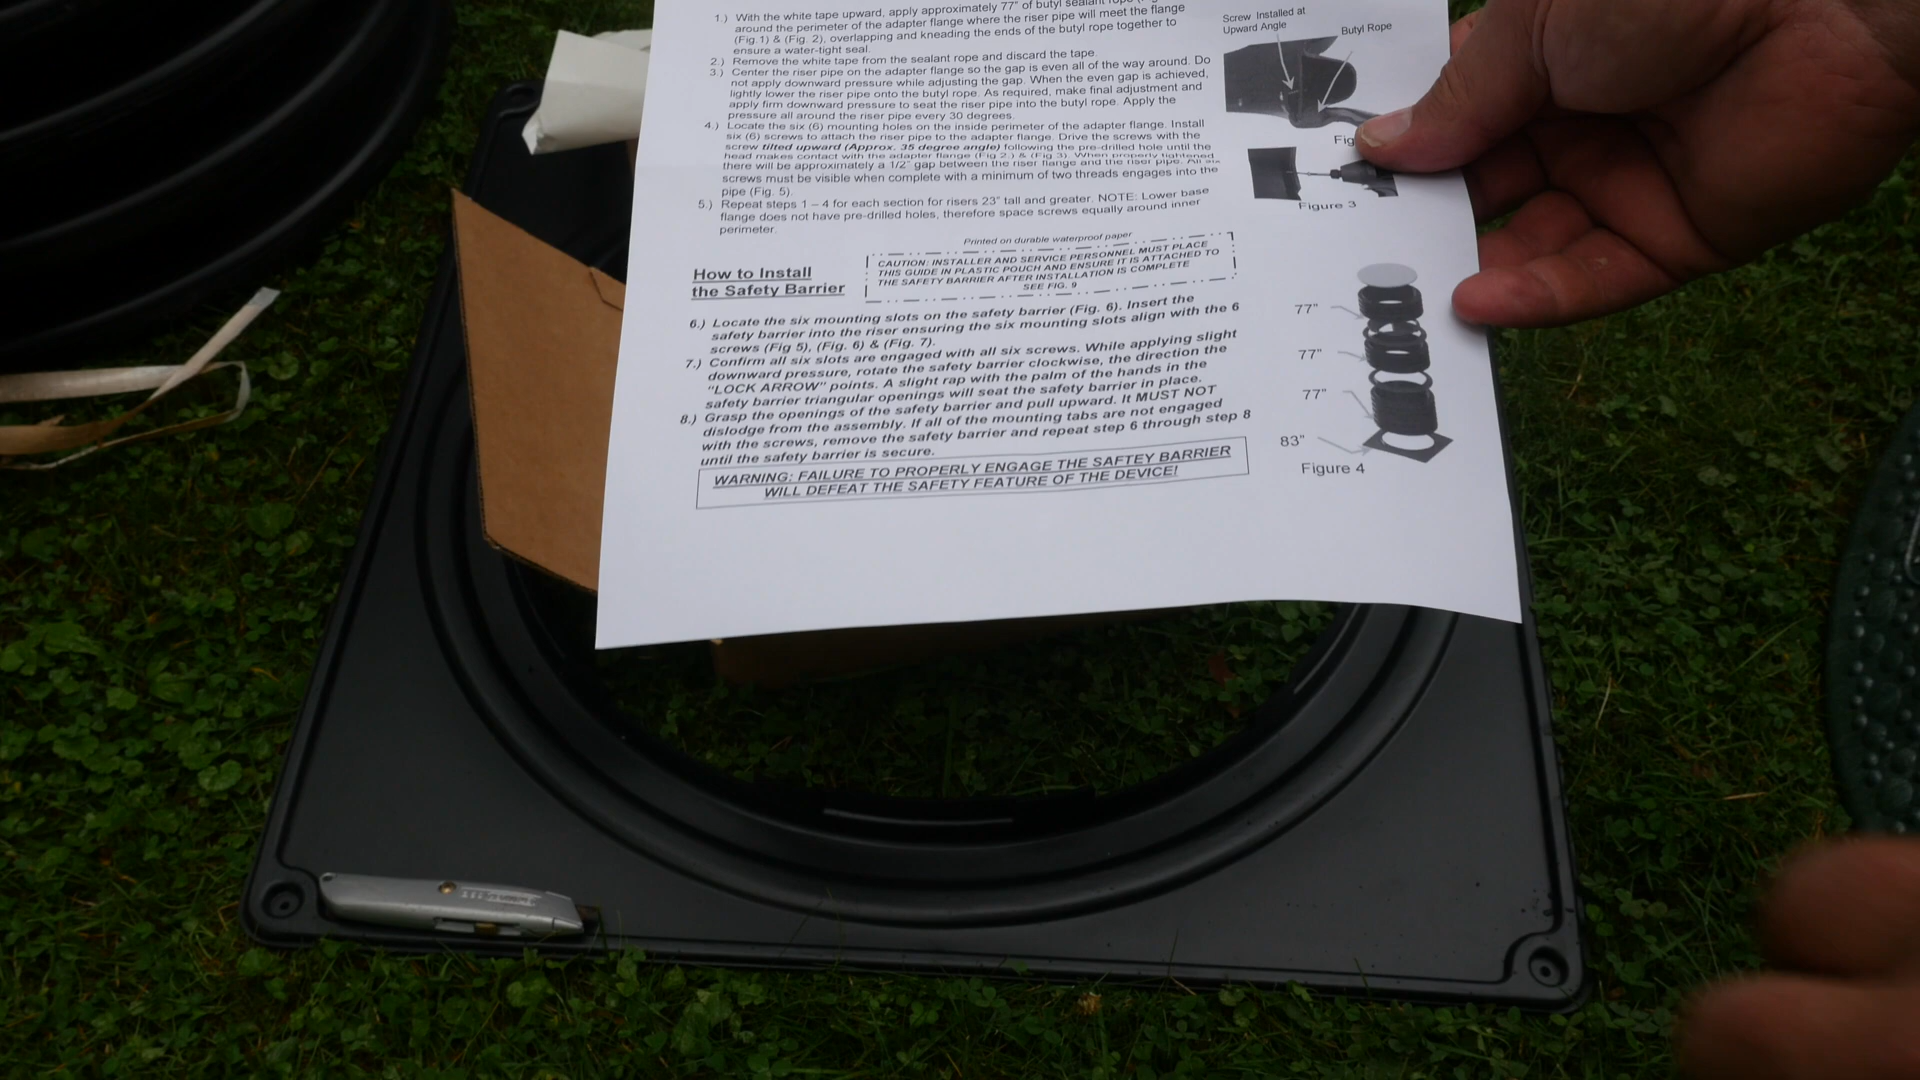 1.) With the white tape upward, apply approximately 77" of butyl sealant rope
around the perimeter of the adapter flange where the riser pipe will meet the flange
(Fig.1) & (Fig. 2), overlapping and kneading the ends of the butyl rope together to
ensure a water-tight seal.
2.) Remove the white tape from the sealant rope and discard the tape.
3.) Center the riser pipe on the adapter flange so the gap is even all of the way around. Do
not apply downward pressure while adjusting the gap. When the even gap is achieved,
lightly lower the riser pipe onto the butyl rope. As required, make final adjustment and
apply firm downward pressure to seat the riser pipe into the butyl rope. Apply the
pressure all around the riser pipe every 30 degrees.
4.) Locate the six (6) mounting holes on the inside perimeter of the adapter flange. Install
six (6) screws to attach the riser pipe to the adapter flange. Drive the screws with the
screw tilted upward (Approx. 35 degree angle) following the pre-drilled hole until the
head makes contact with the adapter flange (Fig 2.) & (Fig 3). When properly tightened
there will be approximately a 1/2" gap between the riser flange and the riser pipe. All six
screws must be visible when complete with a minimum of two threads engages into the
pipe (Fig. 5).
5.) Repeat steps 1 – 4 for each section for risers 23" tall and greater. NOTE: Lower base
flange does not have pre-drilled holes, therefore space screws equally around inner
perimeter.
Screw Installed at
Upward Angle
Butyl Rope
Fig
Figure 3
Printed on durable waterproof paper
CAUTION: INSTALLER AND SERVICE PERSONNEL MUST PLACE
THIS GUIDE IN PLASTIC POUCH AND ENSURE IT IS ATTACHED TO
THE SAFETY BARRIER AFTER INSTALLATION IS COMPLETE
SEE FIG. 9
How to Install
the Safety Barrier
6.) Locate the six mounting slots on the safety barrier (Fig. 6). Insert the
safety barrier into the riser ensuring the six mounting slots align with the 6
screws (Fig 5), (Fig. 6) & (Fig. 7).
7.) Confirm all six slots are engaged with all six screws. While applying slight
downward pressure, rotate the safety barrier clockwise, the direction the
"LOCK ARROW" points. A slight rap with the palm of the hands in the
safety barrier triangular openings will seat the safety barrier in place.
8.) Grasp the openings of the safety barrier and pull upward. It MUST NOT
dislodge from the assembly. If all of the mounting tabs are not engaged
with the screws, remove the safety barrier and repeat step 6 through step 8
until the safety barrier is secure.
WARNING: FAILURE TO PROPERLY ENGAGE THE SAFTEY BARRIER
WILL DEFEAT THE SAFETY FEATURE OF THE DEVICE!
77"
77"
77"
83"
Figure 4